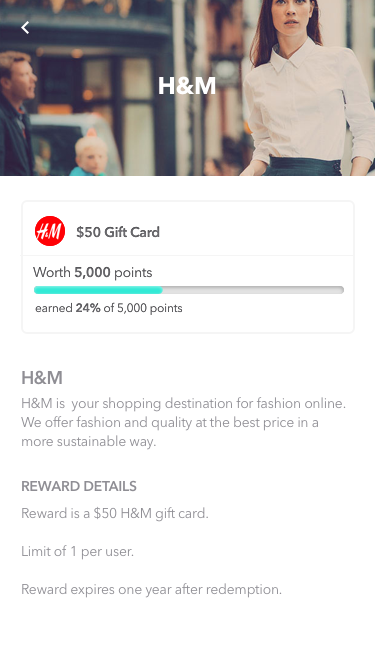 H&M
H&M
$50 Gift Card
Worth 5,000 points
earned 24% of 5,000 points
H&M
H&M is  your shopping destination for fashion online.
We offer fashion and quality at the best price in a
more sustainable way.
REWARD DETAILS
Reward is a $50 H&M gift card.
Limit of 1 per user.
Reward expires one year after redemption.